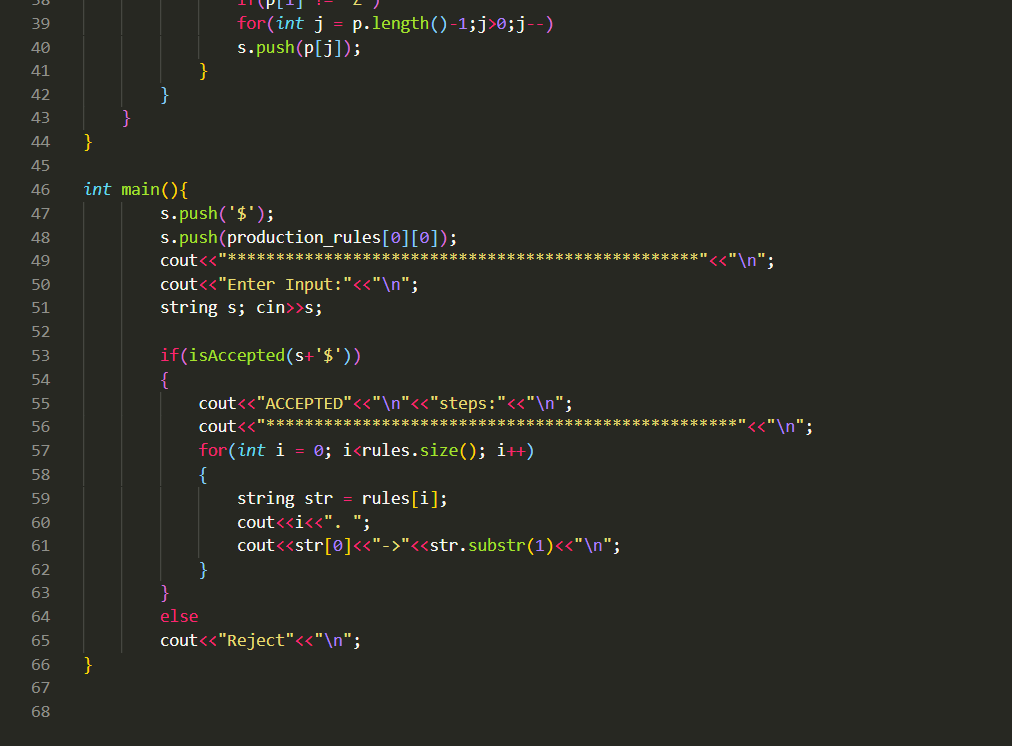 38 if(p[1] != 'Z')
39 for(int j = p.length()-1;j>0;j--)
40 s.push(p[j]);
41 }
42 }
43 }
44 }
45
46 int main(){
47 s.push('$');
48 s.push(production_rules[0][0]);
49 cout<<"*************************************************"<<"\n";
50 cout<<"Enter Input:"<<"\n";
51 string s; cin>>s;
52
53 if(isAccepted(s+'$'))
54 {
55 cout<<"ACCEPTED"<<"\n"<<"steps:"<<"\n";
56 cout<<"*************************************************"<<"\n";
57 for(int i = 0; i<rules.size(); i++)
58 {
59 string str = rules[i];
60 cout<<i<<". ";
61 cout<<str[0]<<"->"<<str.substr(1)<<"\n";
62 }
63 }
64 else
65 cout<<"Reject"<<"\n";
66 }
67
68